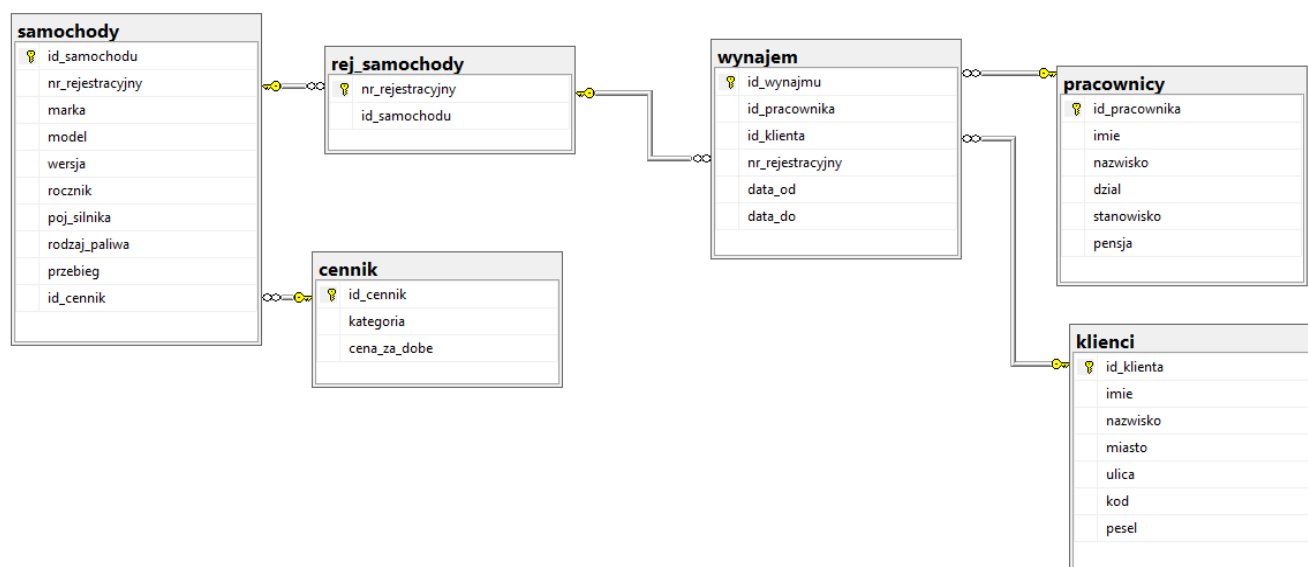 samochody
id_samochodu
nr_rejestracyjny
marka
model
wersja
rocznik
poj_silnika
rodzaj_paliwa
przebieg
id_cennik
rej_samochody
nr_rejestracyjny
id_samochodu
cennik
id_cennik
kategoria
cena_za_dobe
wynajem
id_wynajmu
id_pracownika
id_klienta
nr_rejestracyjny
data_od
data_do
pracownicy
id_pracownika
imie
nazwisko
dzial
stanowisko
pensja
klienci
id_klienta
imie
nazwisko
miasto
ulica
kod
pesel